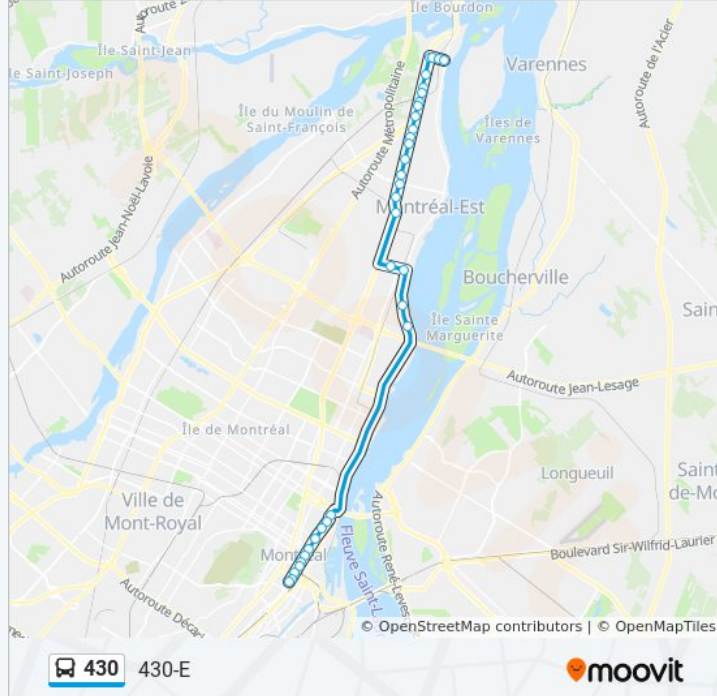 Île Bourdon
Autoroute
Île Saint-Jean
le Saint-Joseph
Varennes
Autoroute de l'Acier
Autoroute Métropolitaine
Île du Moulin de
Saint-François
Îles de
Varennes
Autoroute Jean-Noël-Lavoie
Montréal-Est
Boucherville
Sain
Île Sainte
Marguerite
Autoroute Jean-Lesage
Île de Montréal
Longueuil
Saint
de-Mo
Ville de
Mont-Royal
Autoroute René-Leves
Fleuve Saint-L
Boulevard Sir-Wilfrid-Laurier
Montréal
Autoroute Décar
© OpenStreetMap contributors | © OpenMapTiles
430 430-E
moovit